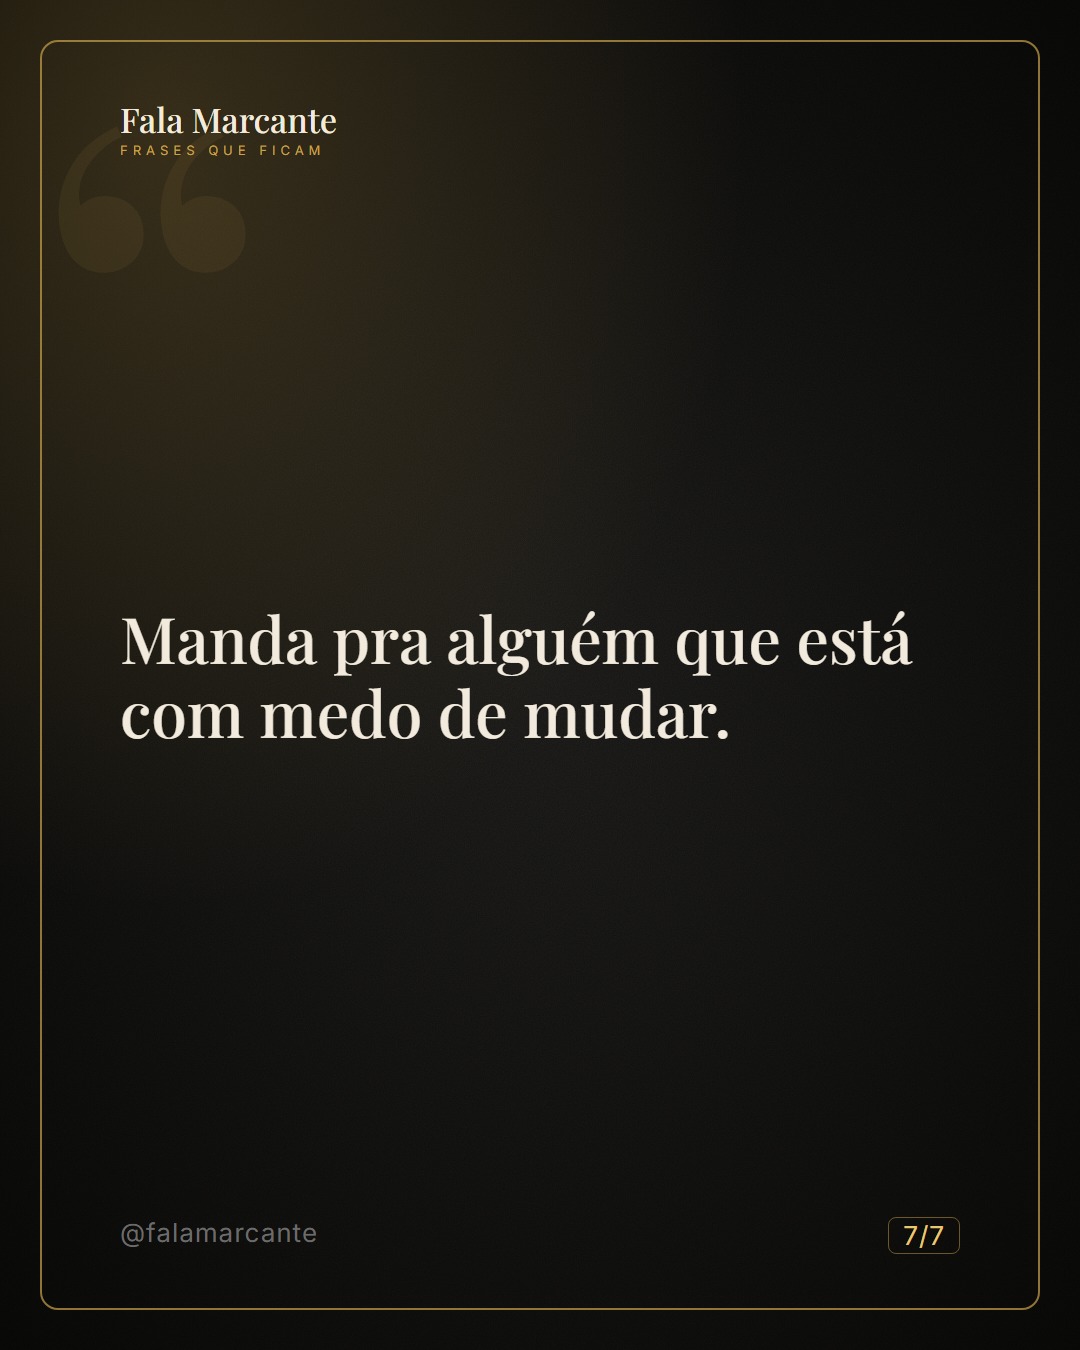 Fala Marcante
FRASES QUE FICAM
Manda pra alguém que está
com medo de mudar.
@falamarcante
7/7